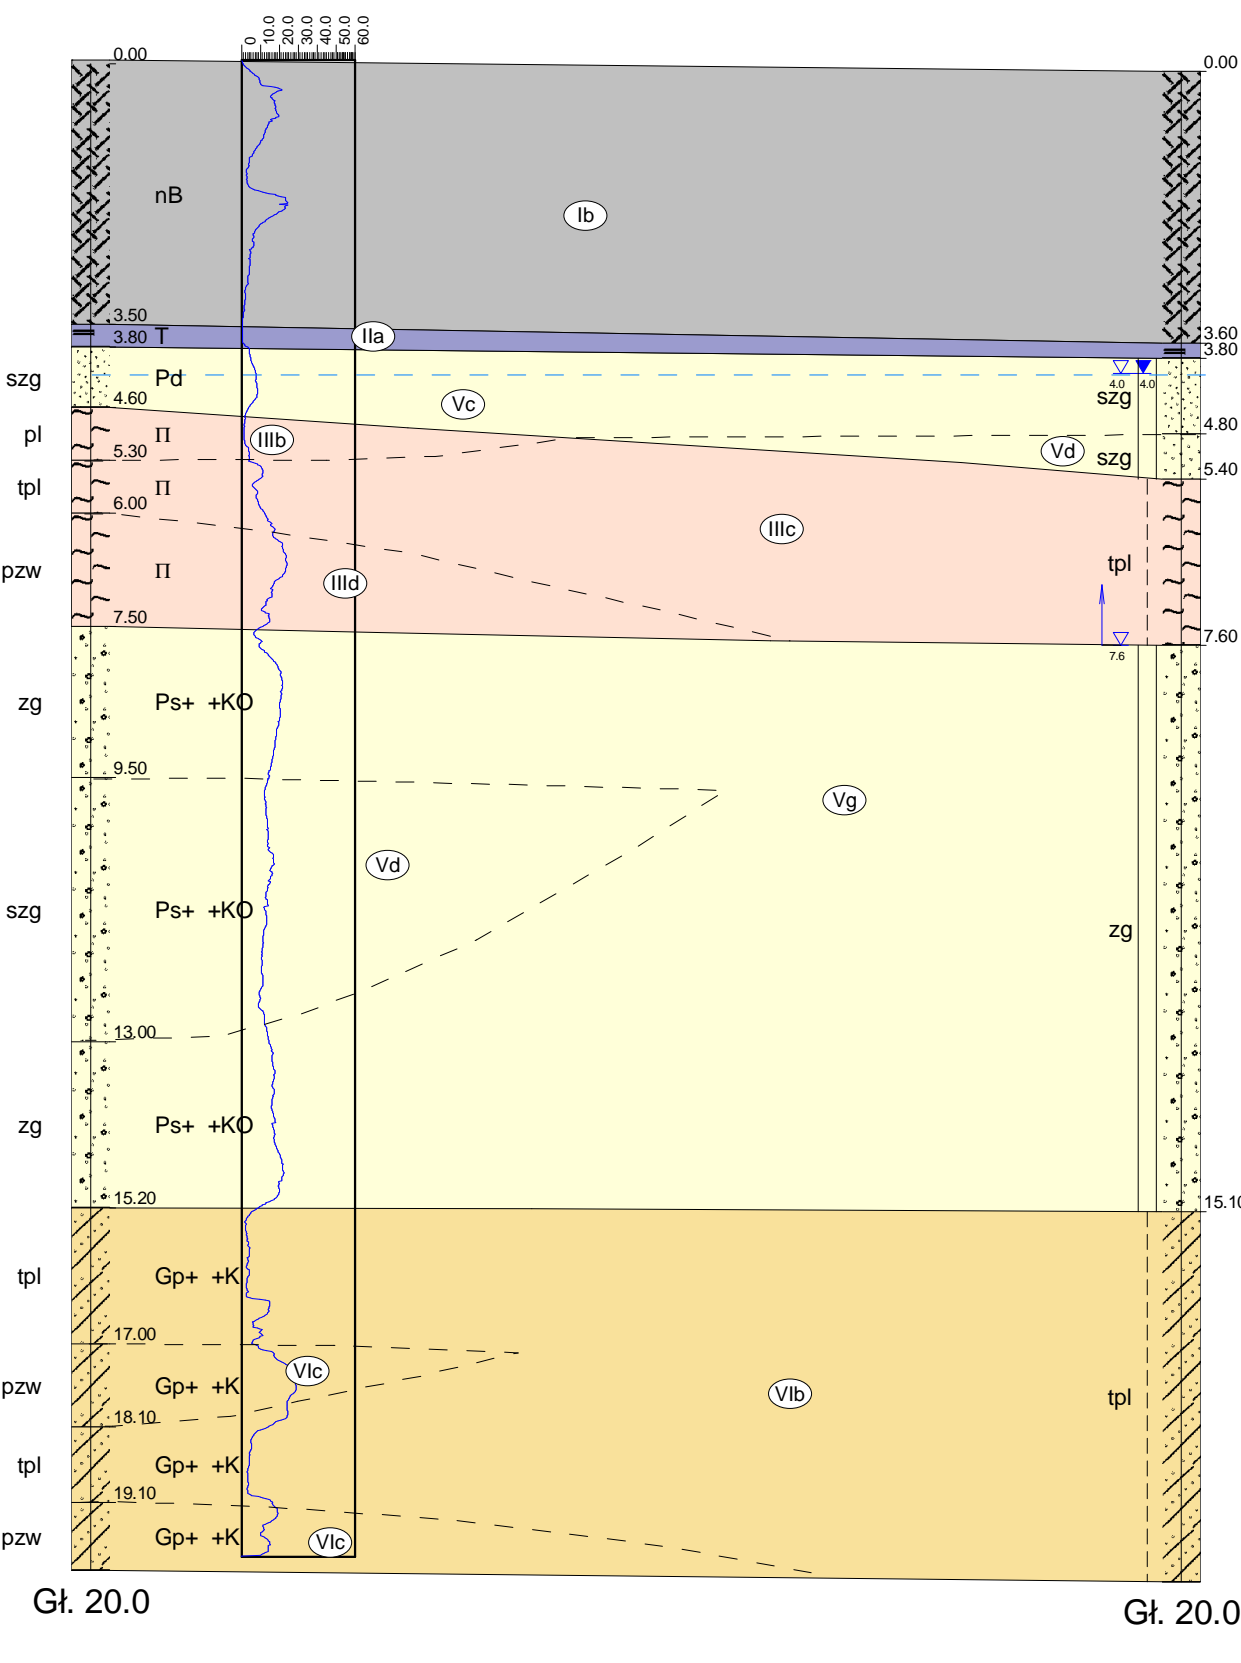 0 10.0 20.0 30.0 40.0 50.0 60.0
0.00 0.00
nB Ib
3.50
3.80 T IIa 3.60
3.80
szg Pd 4.0 4.0
4.60 Vc szg
4.80
pl Π IIIb
5.30 Vd szg 5.40
tpl Π
6.00
IIIc
pzw Π IIId tpl
7.50 7.60
7.6
zg Ps+ +KO
9.50
Vg
Vd
szg Ps+ +KO
zg
13.00
zg Ps+ +KO
15.20 15.10
tpl Gp+ +K
17.00
VIc
pzw Gp+ +K VIb tpl
18.10
tpl Gp+ +K
19.10
pzw Gp+ +K VIc
Gł. 20.0 Gł. 20.0